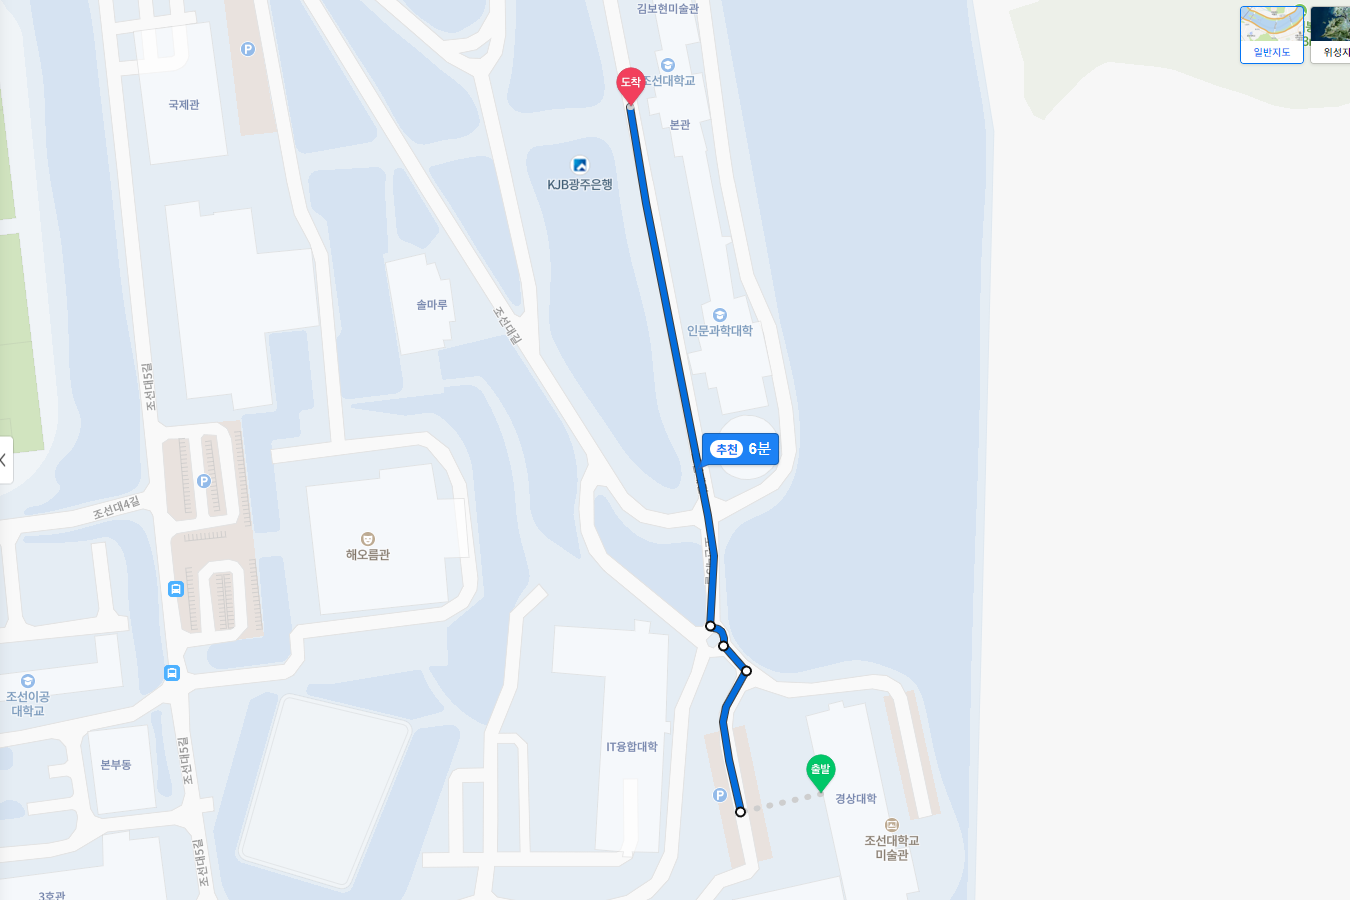 김보현미술관
일반지도
위성지
도착
조선대학교
국제관
본관
KJB광주은행
솔마루
조선대길
인문과학대학
조선대5길
추천 6분
조선대4길
해오름관
조선이공
대학교
IT융합대학
본부동
조선대5길
출발
경상대학
조선대학교
미술관
조선대5길
3호관